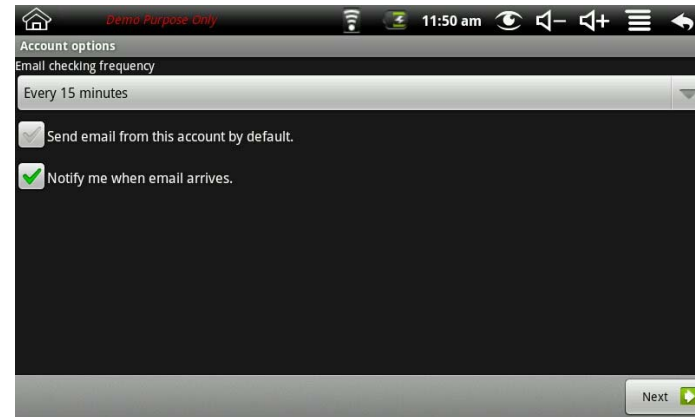 Demo Purpose Only
11:50 am
Account options
Email checking frequency
Every 15 minutes
Send email from this account by default.
Notify me when email arrives.
Next